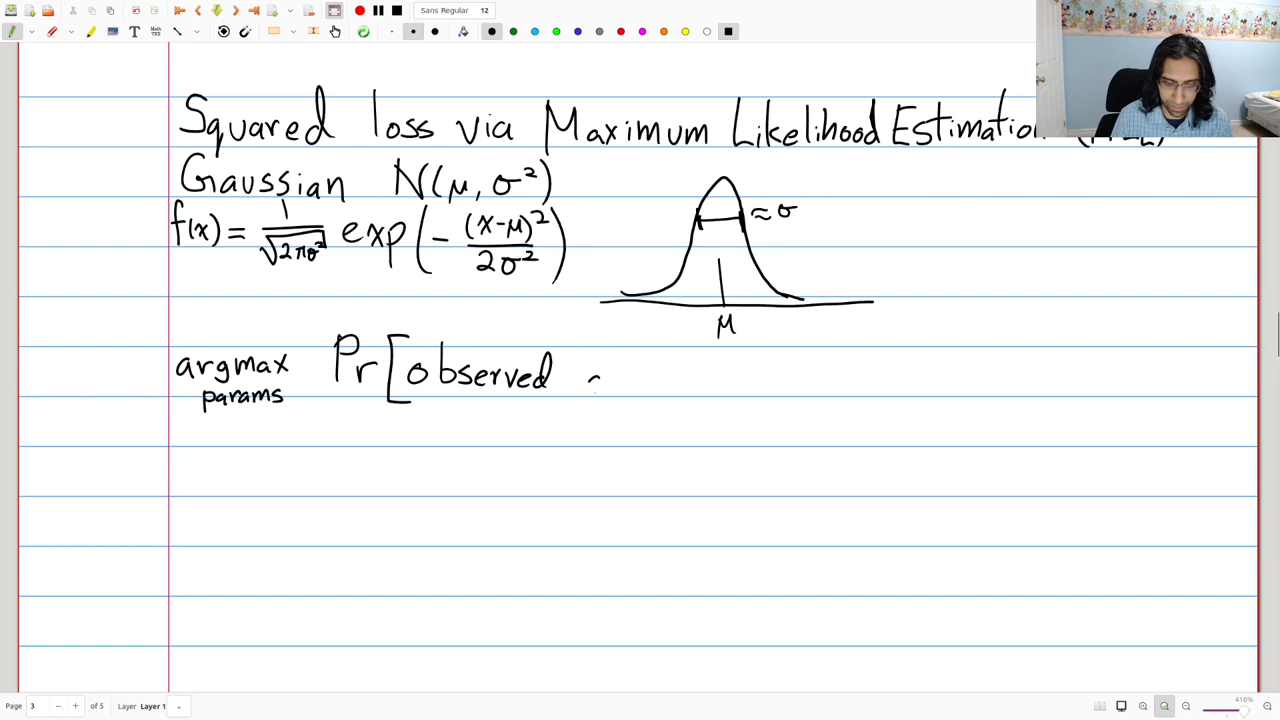 Sans Regular 12
Squared loss via Maximum Likelihood Estimation
Gaussian N(μ, σ²)
f(x) = 1/√2πσ² exp(-(x-μ)²/2σ²)
≈σ
μ
argmax Pr[observed
params
Page 3 of 5 Layer Layer 1
416%